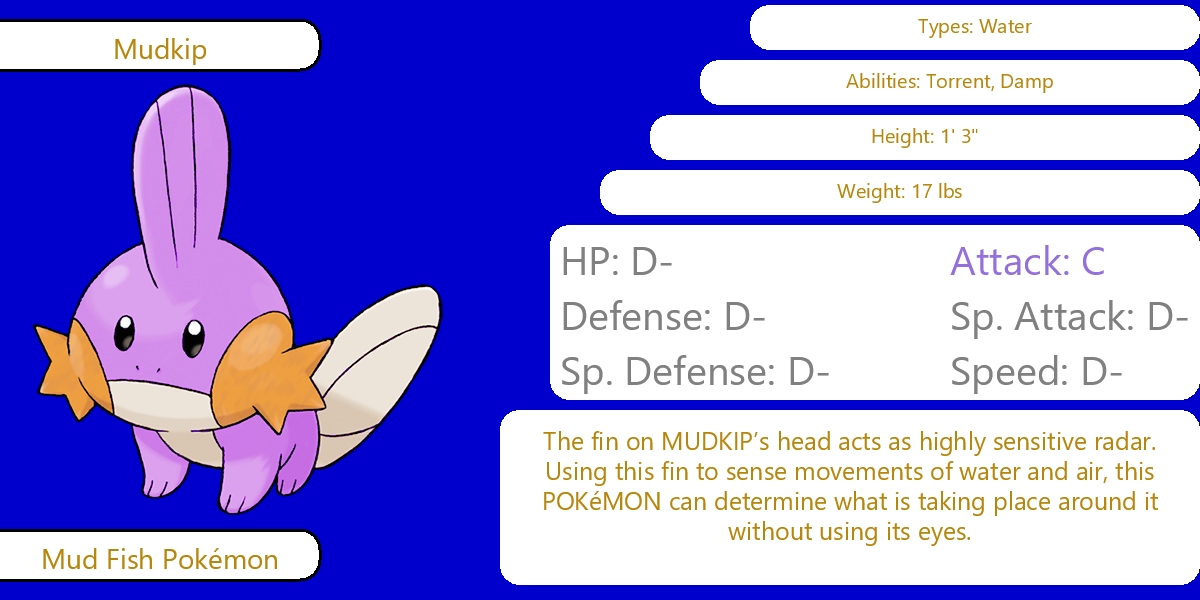 Mudkip
Types: Water
Abilities: Torrent, Damp
Height: 1' 3"
Weight: 17 lbs
HP: D-
Attack: C
Defense: D-
Sp. Attack: D-
Sp. Defense: D-
Speed: D-
The fin on MUDKIP’s head acts as highly sensitive radar.
Using this fin to sense movements of water and air, this
POKéMON can determine what is taking place around it
without using its eyes.
Mud Fish Pokémon